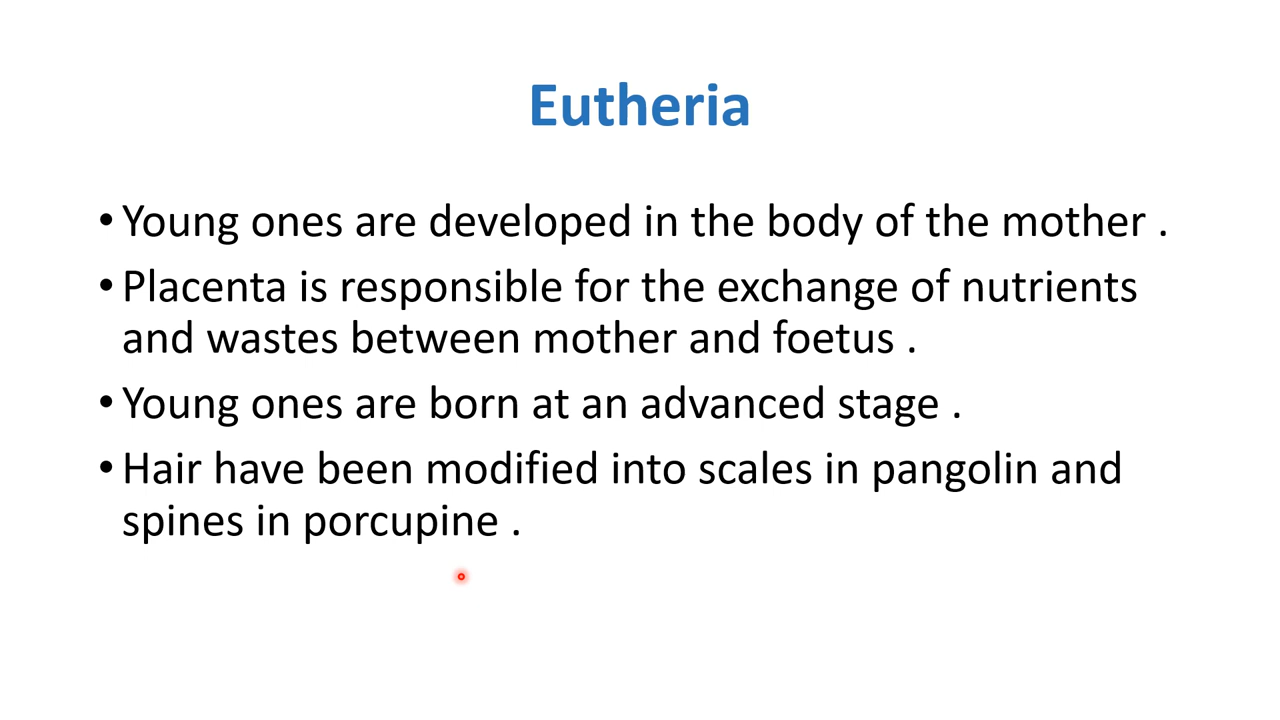 Eutheria
•Young ones are developed in the body of the mother .
•Placenta is responsible for the exchange of nutrients
and wastes between mother and foetus .
•Young ones are born at an advanced stage .
•Hair have been modified into scales in pangolin and
spines in porcupine .